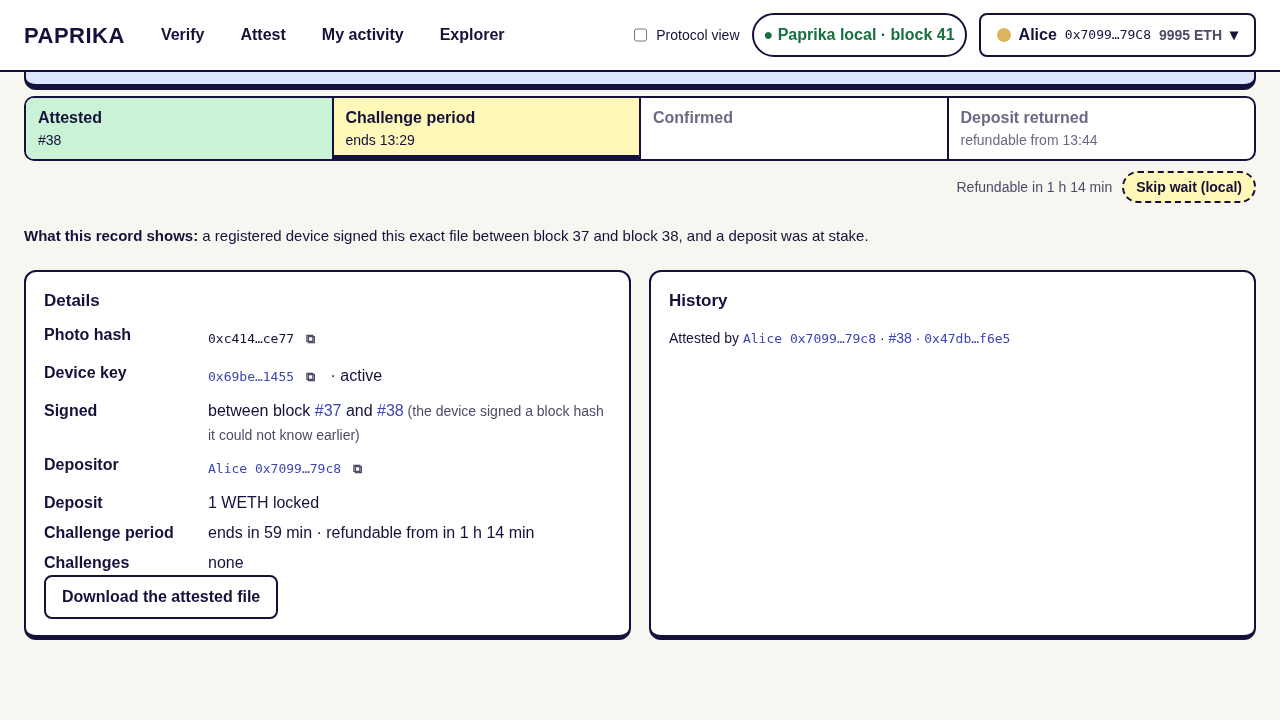 PAPRIKA Verify Attest My activity Explorer Protocol view ● Paprika local · block 41 Alice 0x7099…79C8 9995 ETH ▼
Attested Challenge period Confirmed Deposit returned
#38 ends 13:29 refundable from 13:44
Refundable in 1 h 14 min Skip wait (local)
What this record shows: a registered device signed this exact file between block 37 and block 38, and a deposit was at stake.
Details
Photo hash 0xc414…ce77 ⧉
Device key 0x69be…1455 ⧉ · active
Signed between block #37 and #38 (the device signed a block hash
it could not know earlier)
Depositor Alice 0x7099…79c8 ⧉
Deposit 1 WETH locked
Challenge period ends in 59 min · refundable from in 1 h 14 min
Challenges none
Download the attested file
History
Attested by Alice 0x7099…79c8 · #38 · 0x47db…f6e5